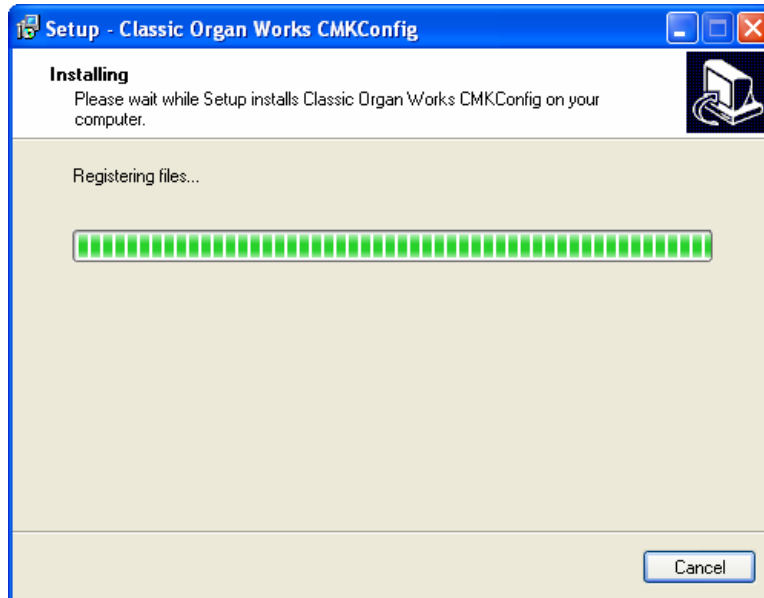 Setup - Classic Organ Works CMKConfig
Installing
Please wait while Setup installs Classic Organ Works CMKConfig on your
computer.
Registering files...
Cancel